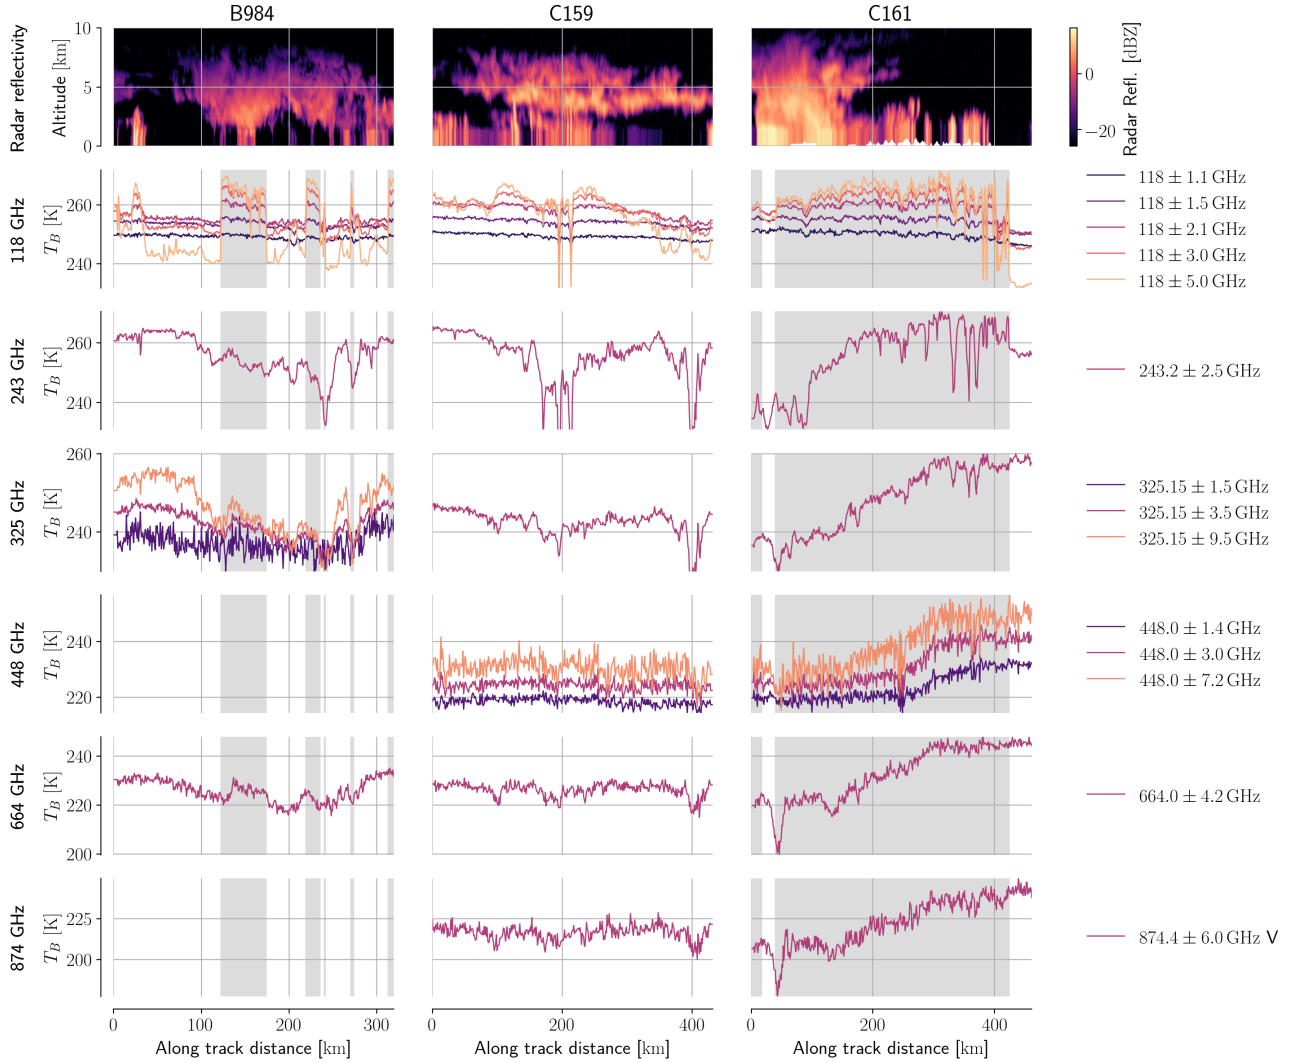 B984 C159 C161
Radar reflectivity
Altitude [km]
10
5
0
Radar Refl. [dBZ]
0
−20
118 GHz
T_B [K]
260
240
118 ± 1.1 GHz
118 ± 1.5 GHz
118 ± 2.1 GHz
118 ± 3.0 GHz
118 ± 5.0 GHz
243 GHz
T_B [K]
260
240
243.2 ± 2.5 GHz
325 GHz
T_B [K]
260
240
325.15 ± 1.5 GHz
325.15 ± 3.5 GHz
325.15 ± 9.5 GHz
448 GHz
T_B [K]
240
220
448.0 ± 1.4 GHz
448.0 ± 3.0 GHz
448.0 ± 7.2 GHz
664 GHz
T_B [K]
240
220
200
664.0 ± 4.2 GHz
874 GHz
T_B [K]
225
200
874.4 ± 6.0 GHz V
0 100 200 300 0 200 400 0 200 400
Along track distance [km] Along track distance [km] Along track distance [km]